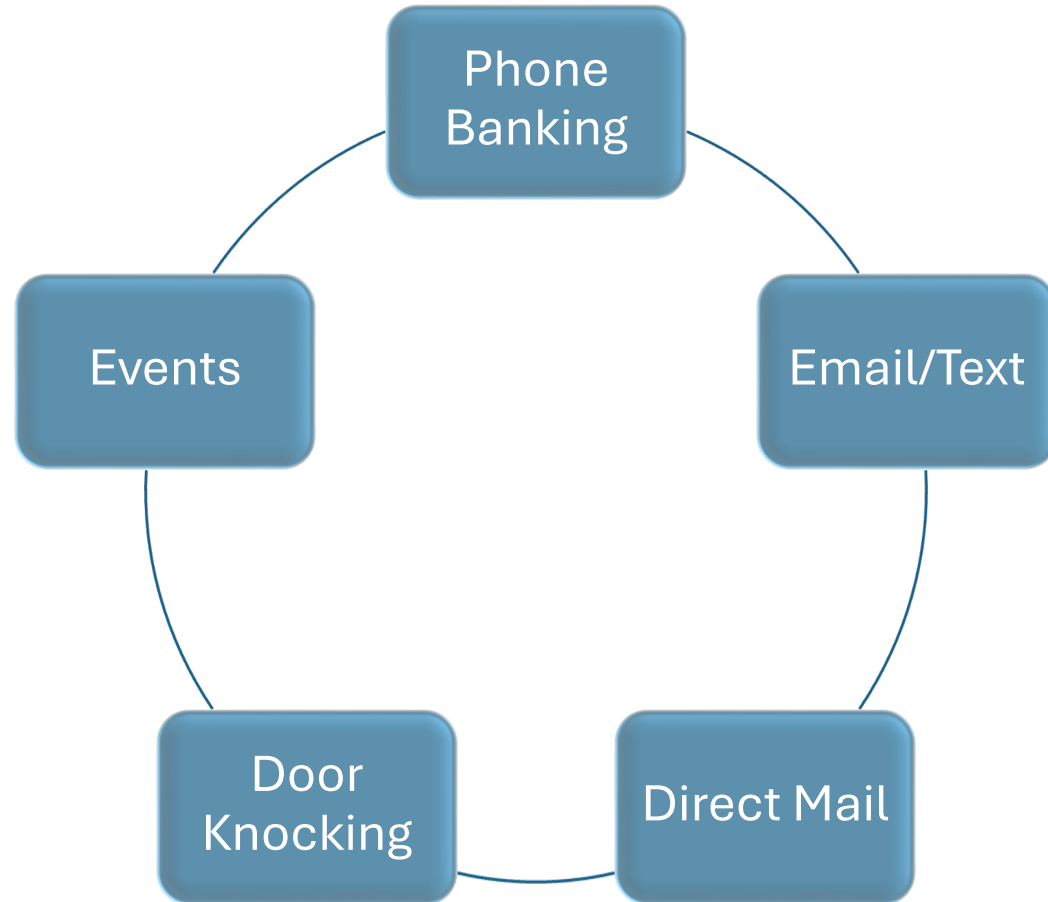 Phone
Banking
Events
Email/Text
Door
Knocking
Direct Mail